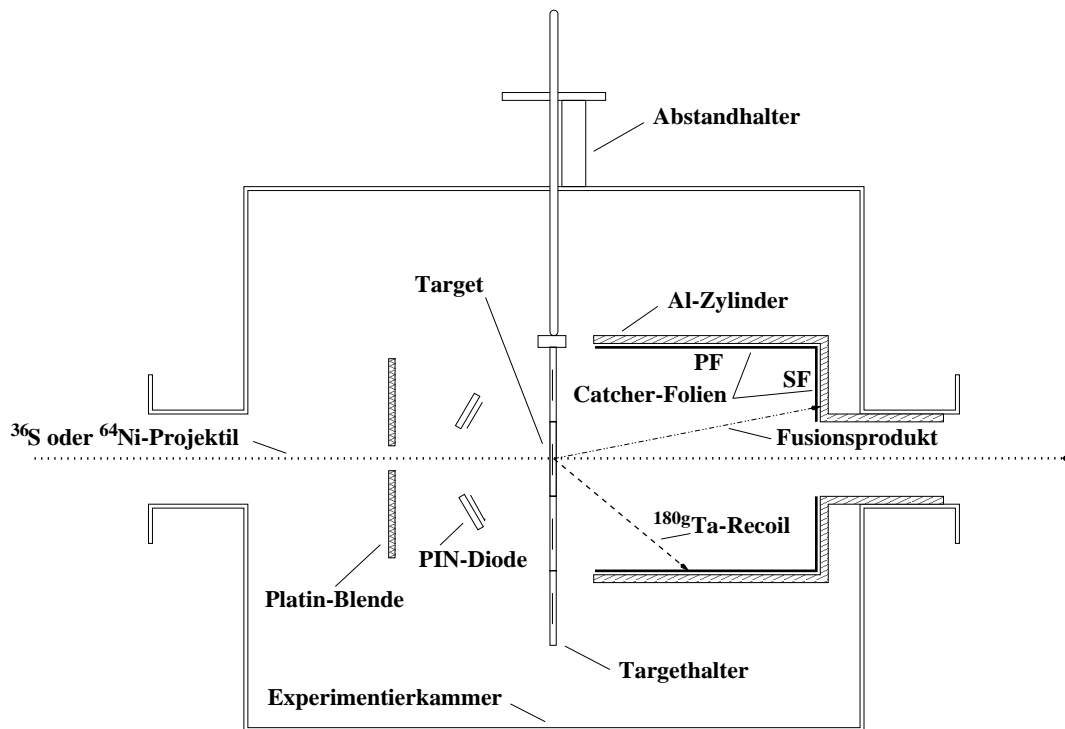 Abstandhalter
Target
Al-Zylinder
PF
SF
Catcher-Folien
³⁶S oder ⁶⁴Ni-Projektil
Fusionsprodukt
¹⁸⁰ᵍTa-Recoil
PIN-Diode
Platin-Blende
Targethalter
Experimentierkammer